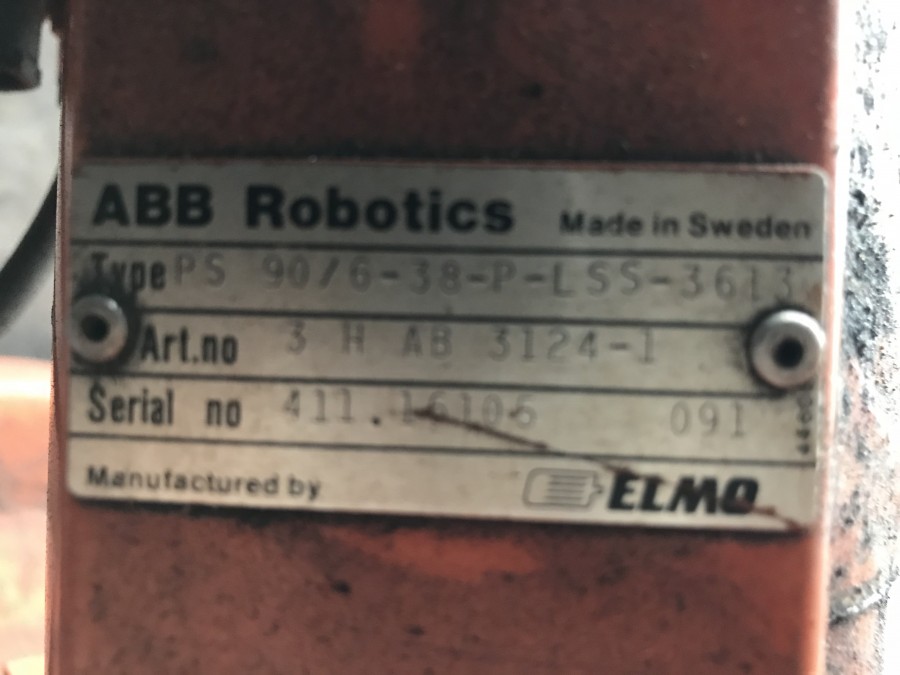 ABB Robotics Made in Sweden
Type PS 90/6-38-P-LSS-3613
Art.no 3 H AB 3124-1
Serial no 411.16106 091
Manufactured by ELMO